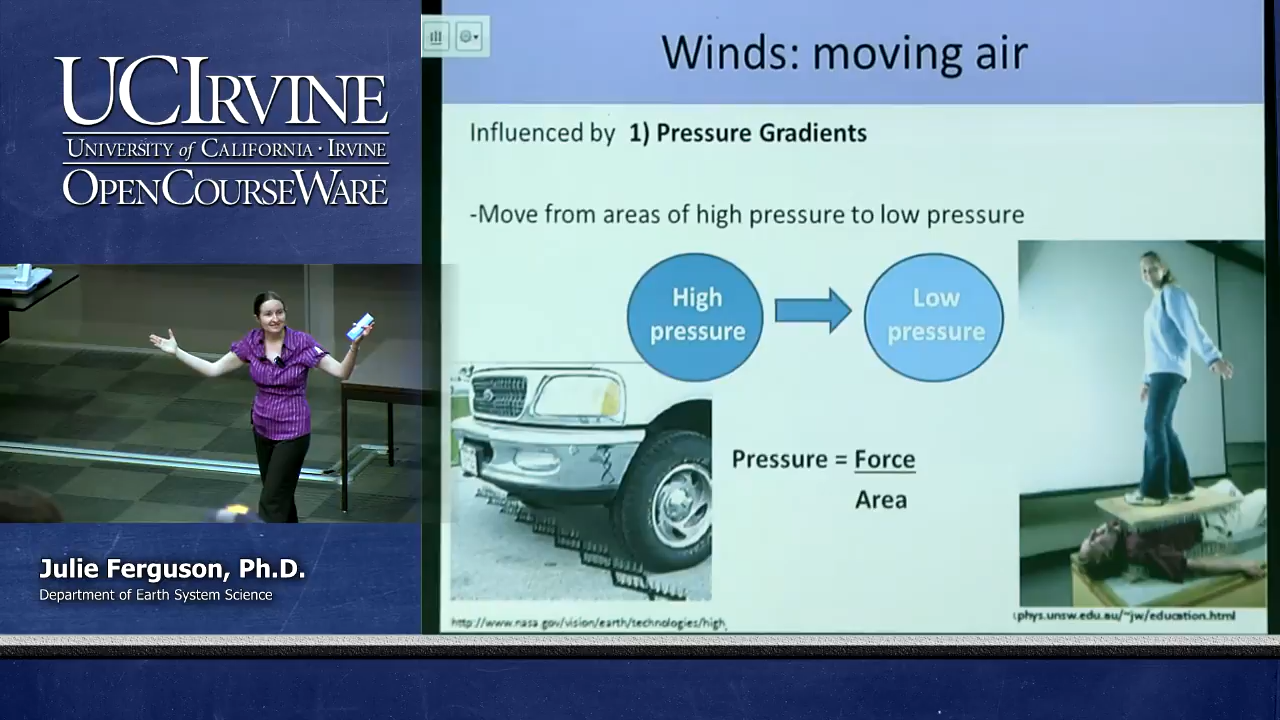 UCIRVINE
UNIVERSITY of CALIFORNIA · IRVINE
OPENCOURSEWARE
Julie Ferguson, Ph.D.
Department of Earth System Science
Winds: moving air
Influenced by 1) Pressure Gradients
-Move from areas of high pressure to low pressure
High
pressure
Low
pressure
Pressure = Force
Area
http://www.nasa.gov/vision/earth/technologies/high
phys.unsw.edu.au/~jw/education.html